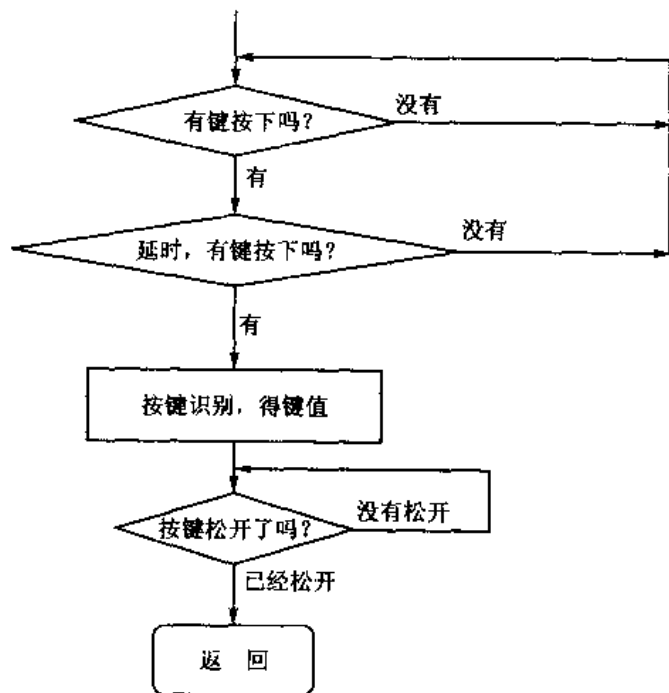 有键按下吗?
没有
有
延时,有键按下吗?
没有
有
按键识别,得键值
按键松开了吗?
没有松开
已经松开
返 回